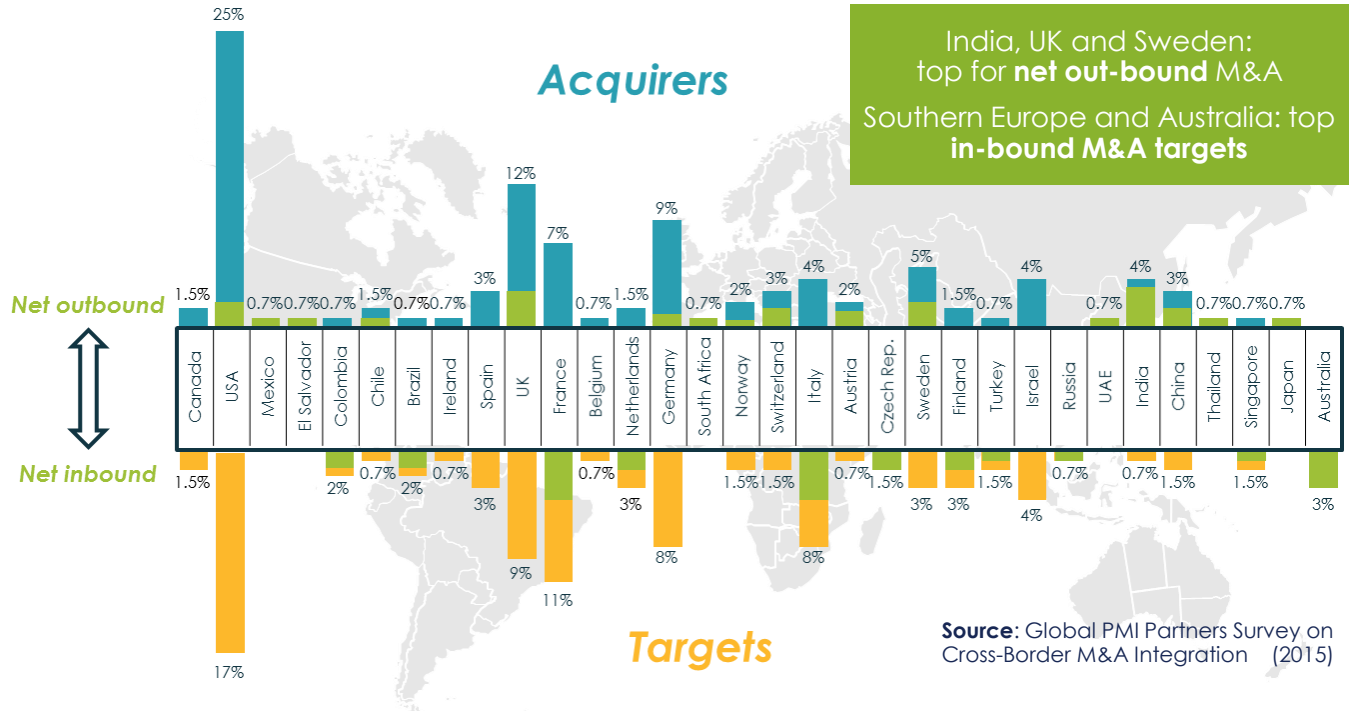 25%
Acquirers
India, UK and Sweden:
top for net out-bound M&A
Southern Europe and Australia: top
in-bound M&A targets
12%
9%
7%
5%
3%
3%
4%
4%
4%
3%
2%
2%
Net outbound
1.5%
0.7%
0.7%
0.7%
1.5%
0.7%
0.7%
0.7%
1.5%
0.7%
1.5%
0.7%
0.7%
0.7%
0.7%
0.7%
Canada
USA
Mexico
El Salvador
Colombia
Chile
Brazil
Ireland
Spain
UK
France
Belgium
Netherlands
Germany
South Africa
Norway
Switzerland
Italy
Austria
Czech Rep.
Sweden
Finland
Turkey
Israel
Russia
UAE
India
China
Thailand
Singapore
Japan
Australia
Net inbound
1.5%
17%
2%
0.7%
2%
0.7%
3%
9%
11%
0.7%
3%
8%
1.5%
1.5%
8%
0.7%
1.5%
3%
3%
1.5%
4%
0.7%
0.7%
1.5%
1.5%
3%
Targets
Source: Global PMI Partners Survey on
Cross-Border M&A Integration (2015)